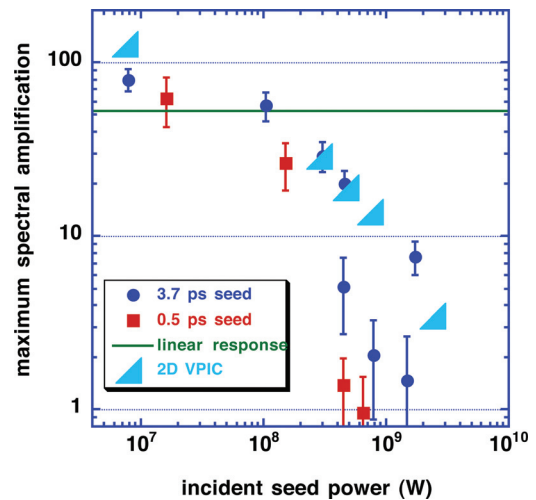 maximum spectral amplification
100
10
1
3.7 ps seed
0.5 ps seed
linear response
2D VPIC
10^7 10^8 10^9 10^10
incident seed power (W)